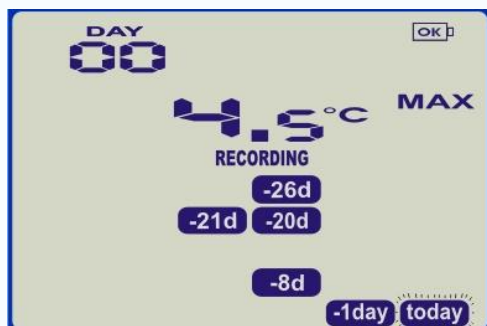 DAY
OK
00
MAX
4.5°C
RECORDING
-26d
-21d -20d
-8d
-1day today